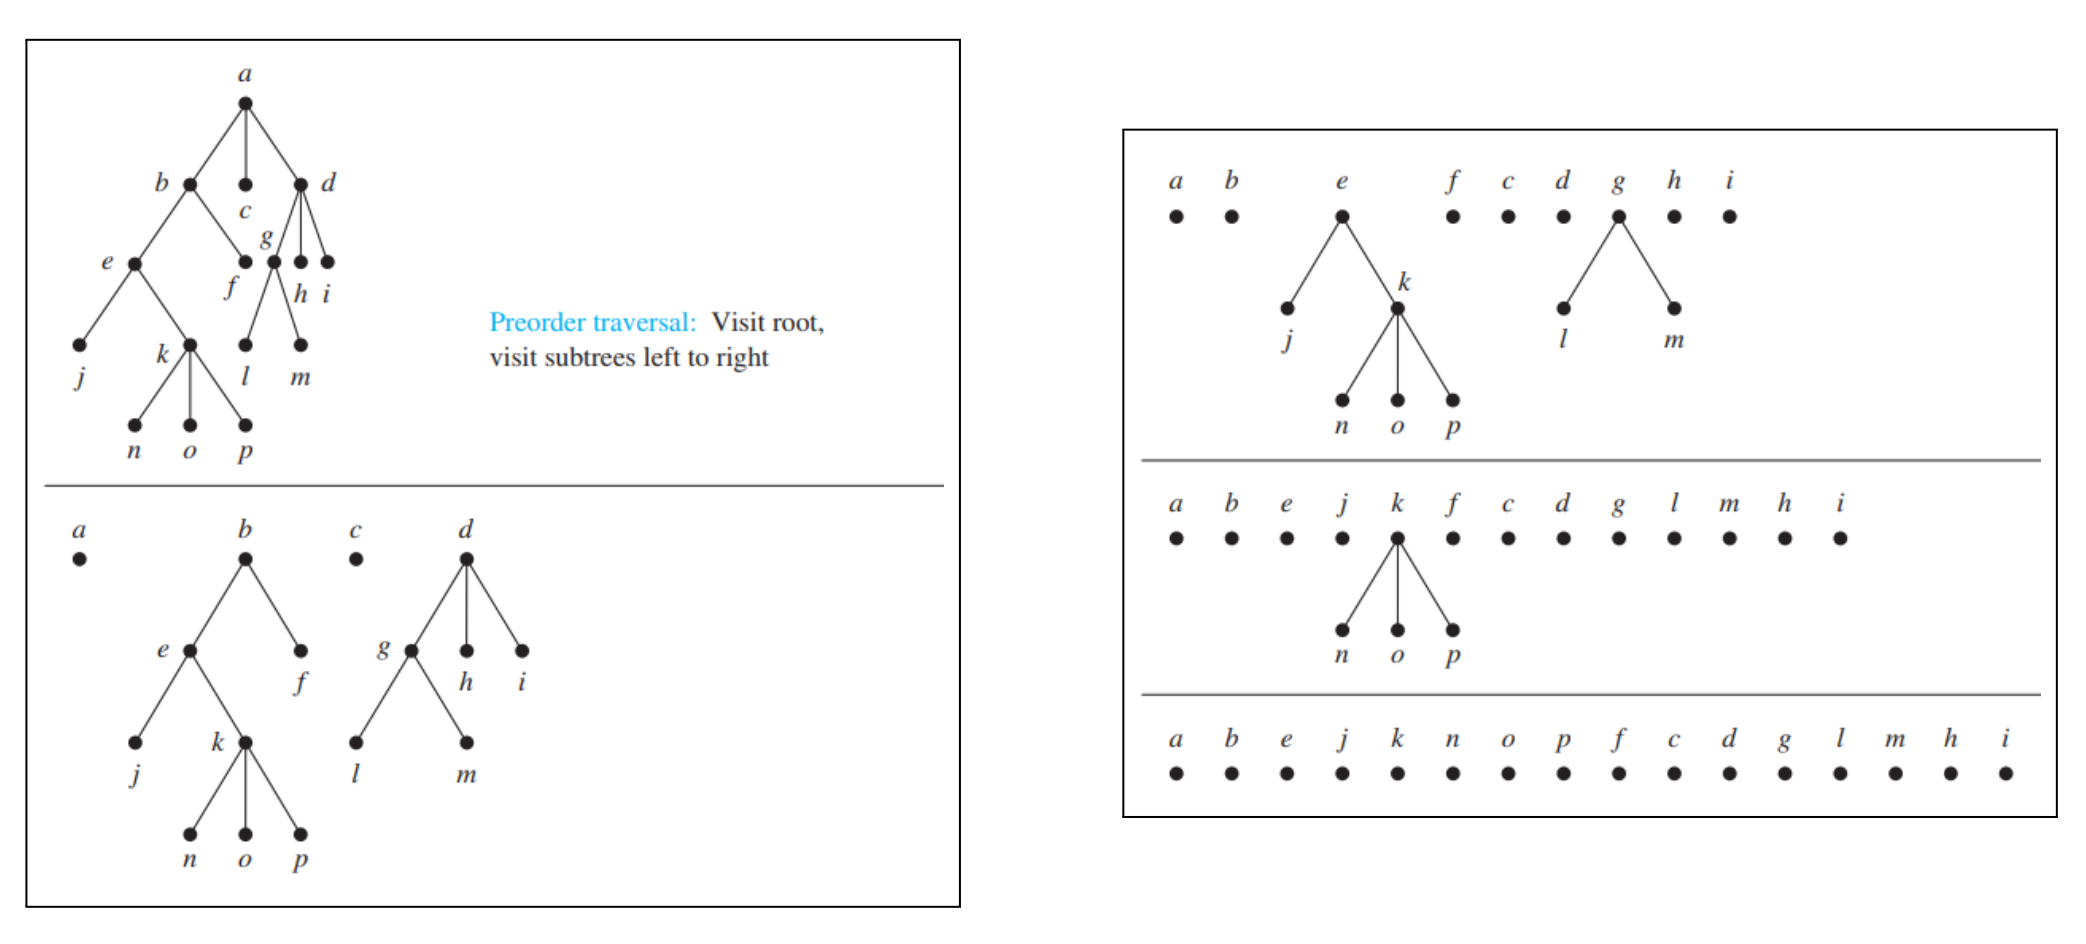 a
b
d
c
g
e
f
h i
Preorder traversal: Visit root,
visit subtrees left to right
k
j
l
m
n o p
a b c d
e
g
f
h i
k
j
l
m
n o p
a b e f c d g h i
k
j
l
m
n o p
a b e j k f c d g l m h i
n o p
a b e j k n o p f c d g l m h i